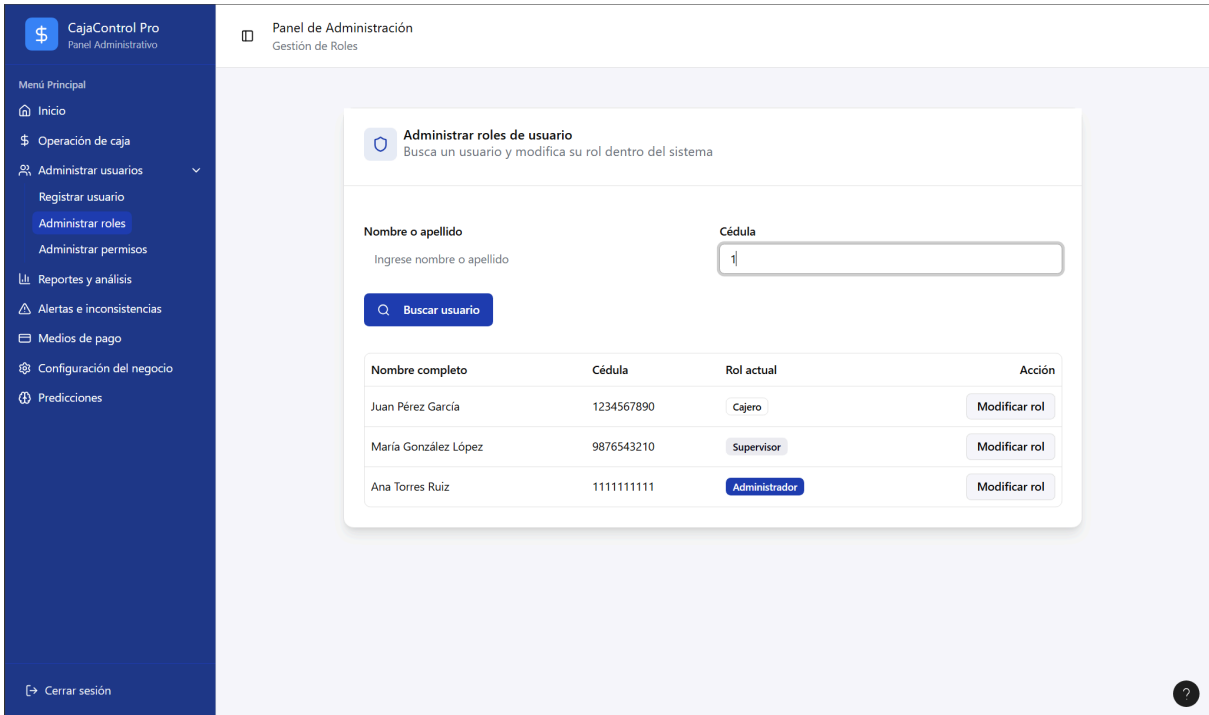 CajaControl Pro
Panel Administrativo
Menú Principal
Inicio
Operación de caja
Administrar usuarios
Registrar usuario
Administrar roles
Administrar permisos
Reportes y análisis
Alertas e inconsistencias
Medios de pago
Configuración del negocio
Predicciones
Cerrar sesión
Panel de Administración
Gestión de Roles
Administrar roles de usuario
Busca un usuario y modifica su rol dentro del sistema
Nombre o apellido
Ingrese nombre o apellido
Cédula
1
Buscar usuario
Nombre completo Cédula Rol actual Acción
Juan Pérez García 1234567890 Cajero Modificar rol
María González López 9876543210 Supervisor Modificar rol
Ana Torres Ruiz 1111111111 Administrador Modificar rol
?